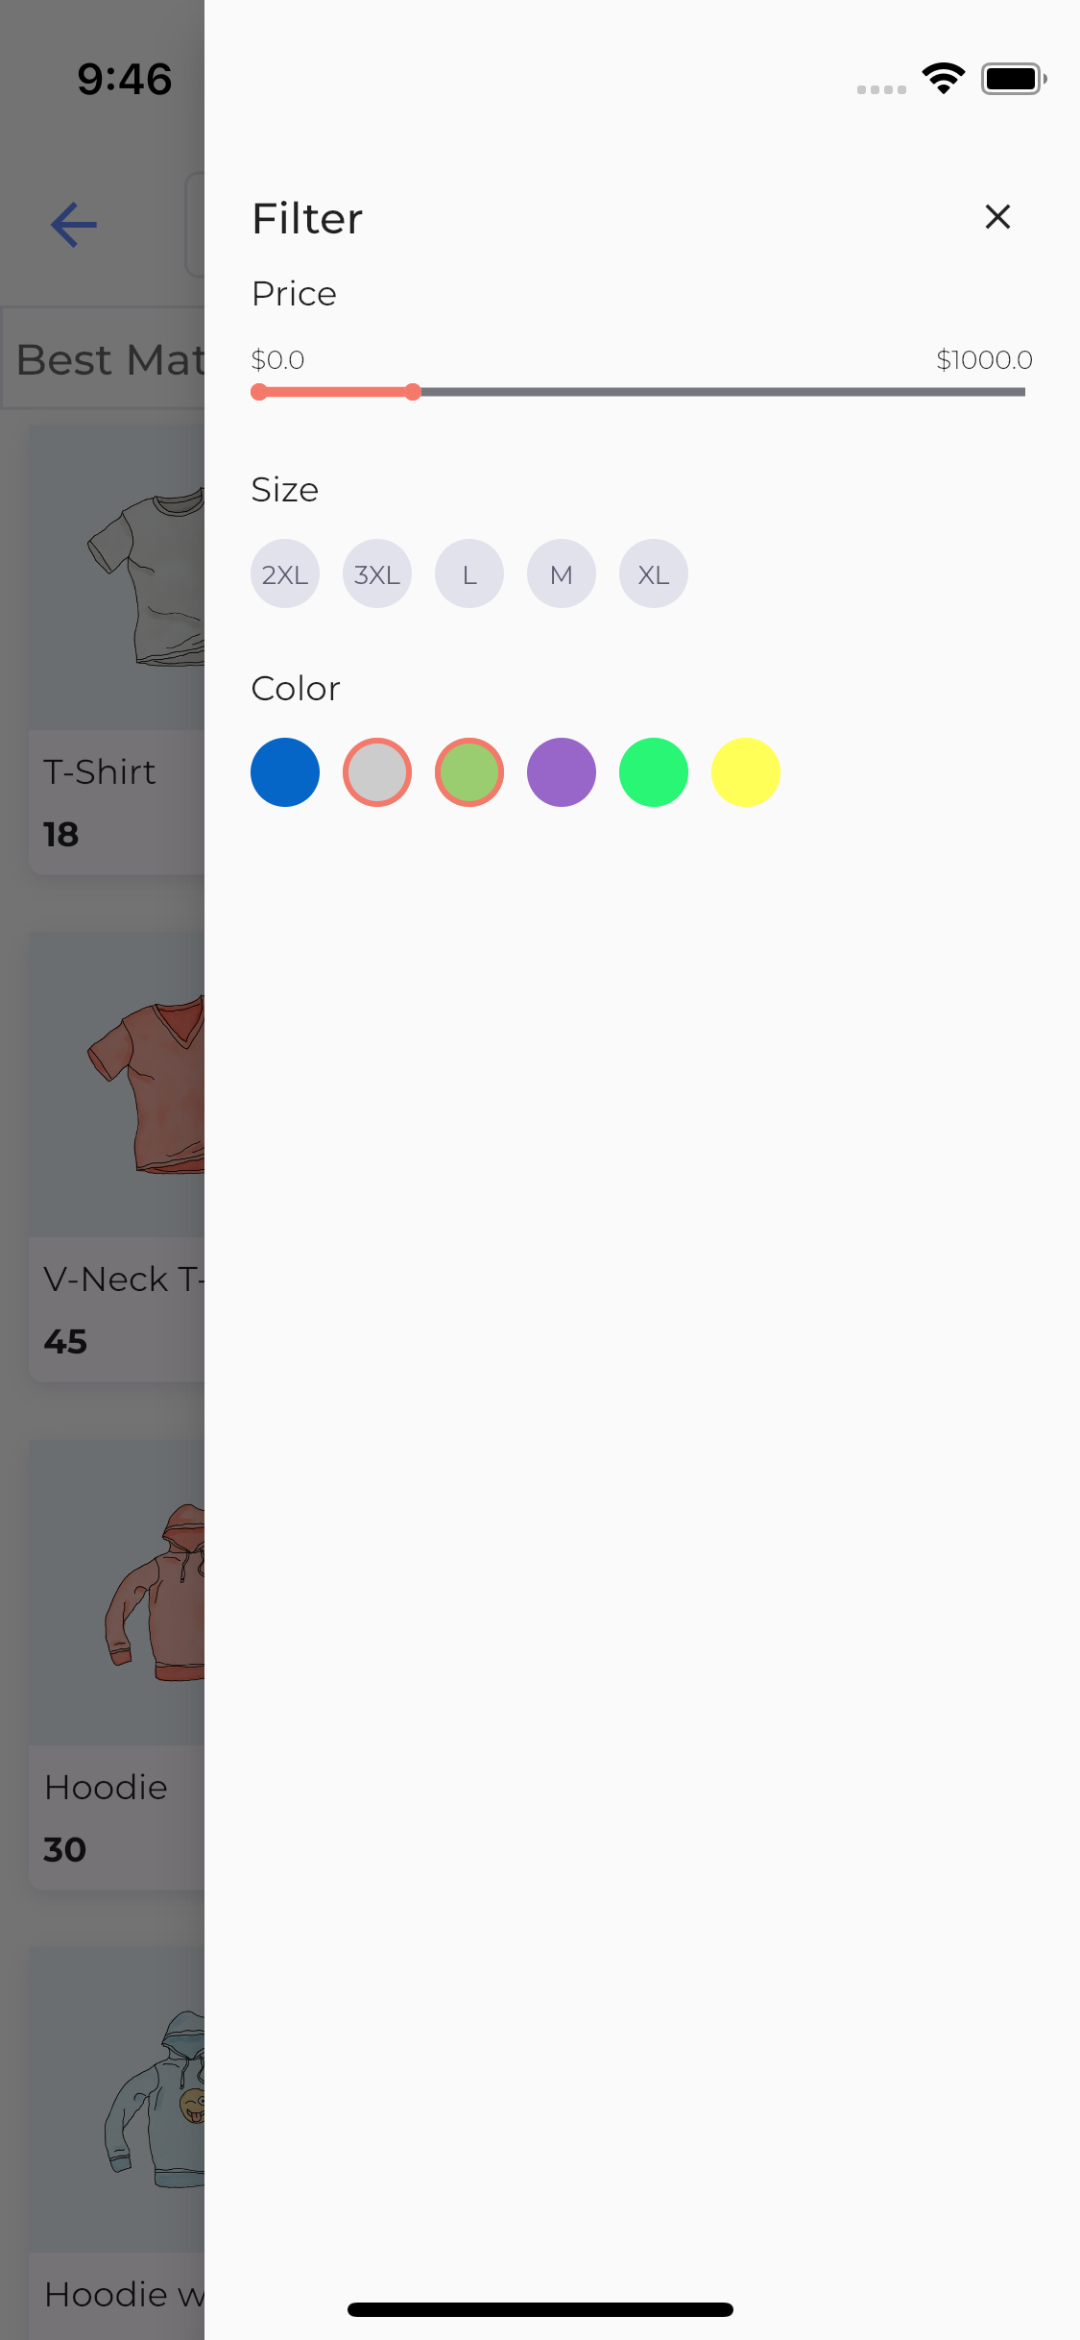 9:46
Filter
Price
$0.0 $1000.0
Best Mat
Size
2XL 3XL L M XL
Color
T-Shirt
18
V-Neck T-
45
Hoodie
30
Hoodie w